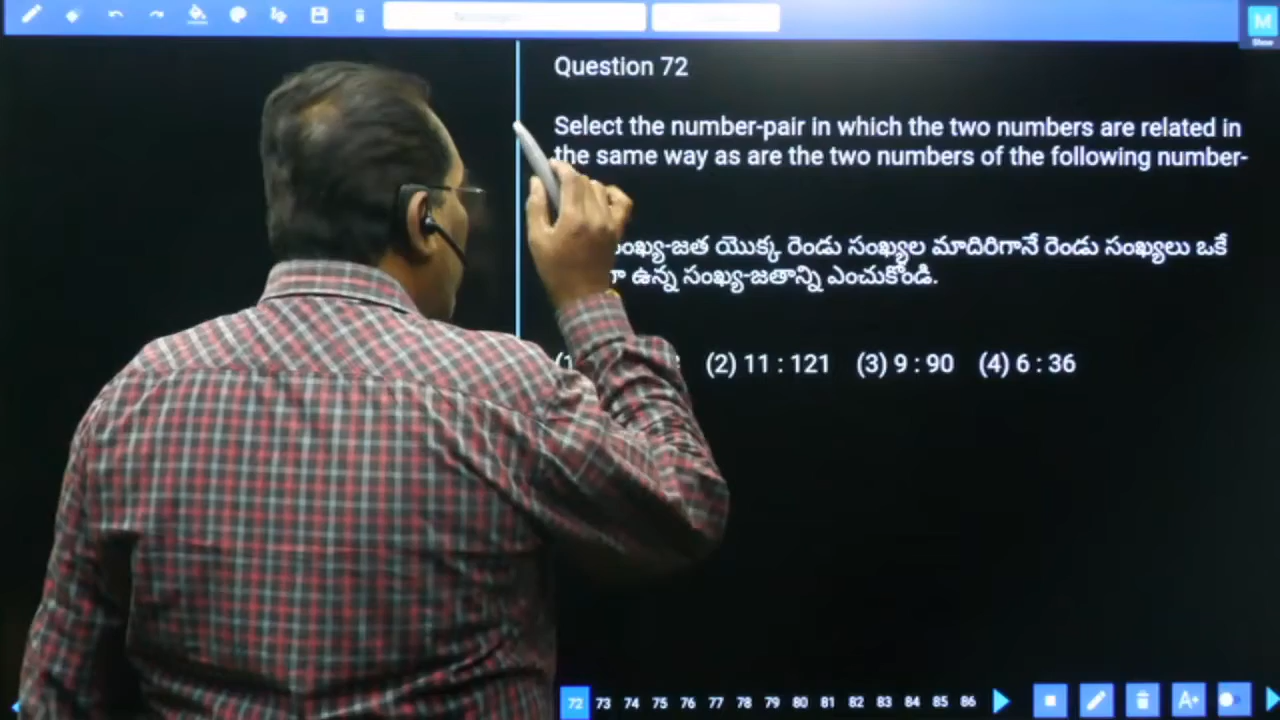 M
Show
Question 72
Select the number-pair in which the two numbers are related in
the same way as are the two numbers of the following number-
సంఖ్య-జత యొక్క రెండు సంఖ్యల మాదిరిగానే రెండు సంఖ్యలు ఒకే
ఉన్న సంఖ్య-జతాన్ని ఎంచుకోండి.
(2) 11 : 121 (3) 9 : 90 (4) 6 : 36
72 73 74 75 76 77 78 79 80 81 82 83 84 85 86
A+